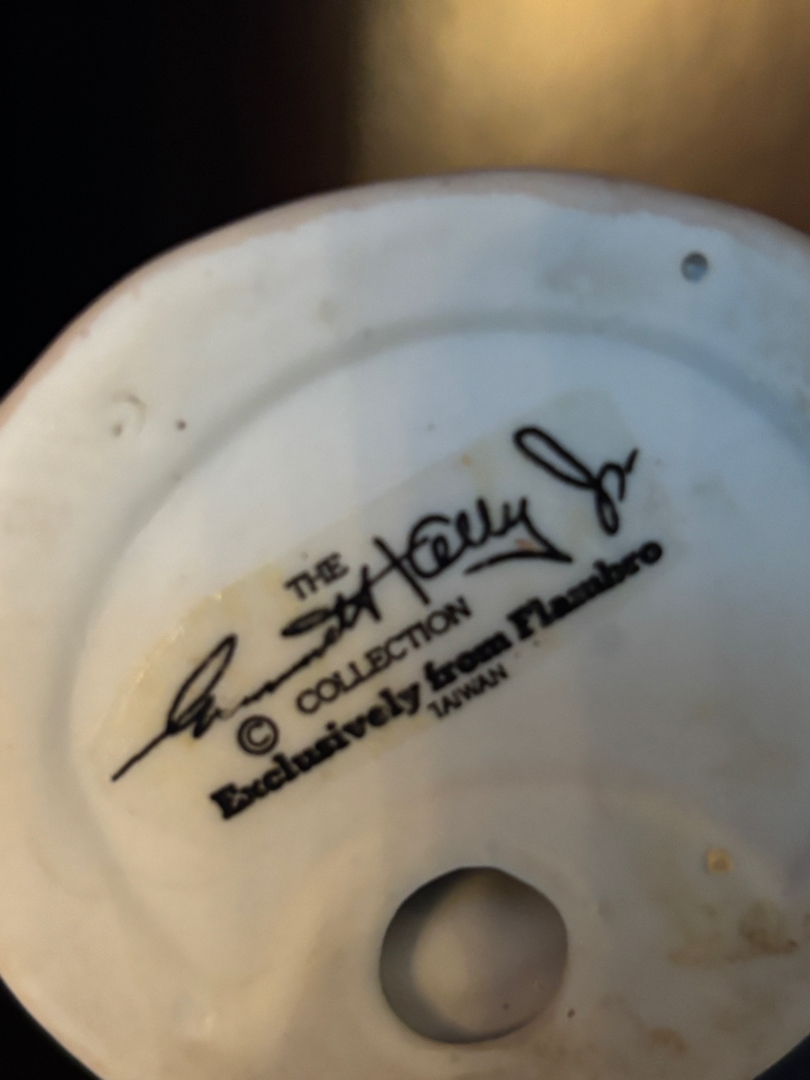 THE
Emmett Kelly Jr
© COLLECTION
Exclusively from Flambro
TAIWAN